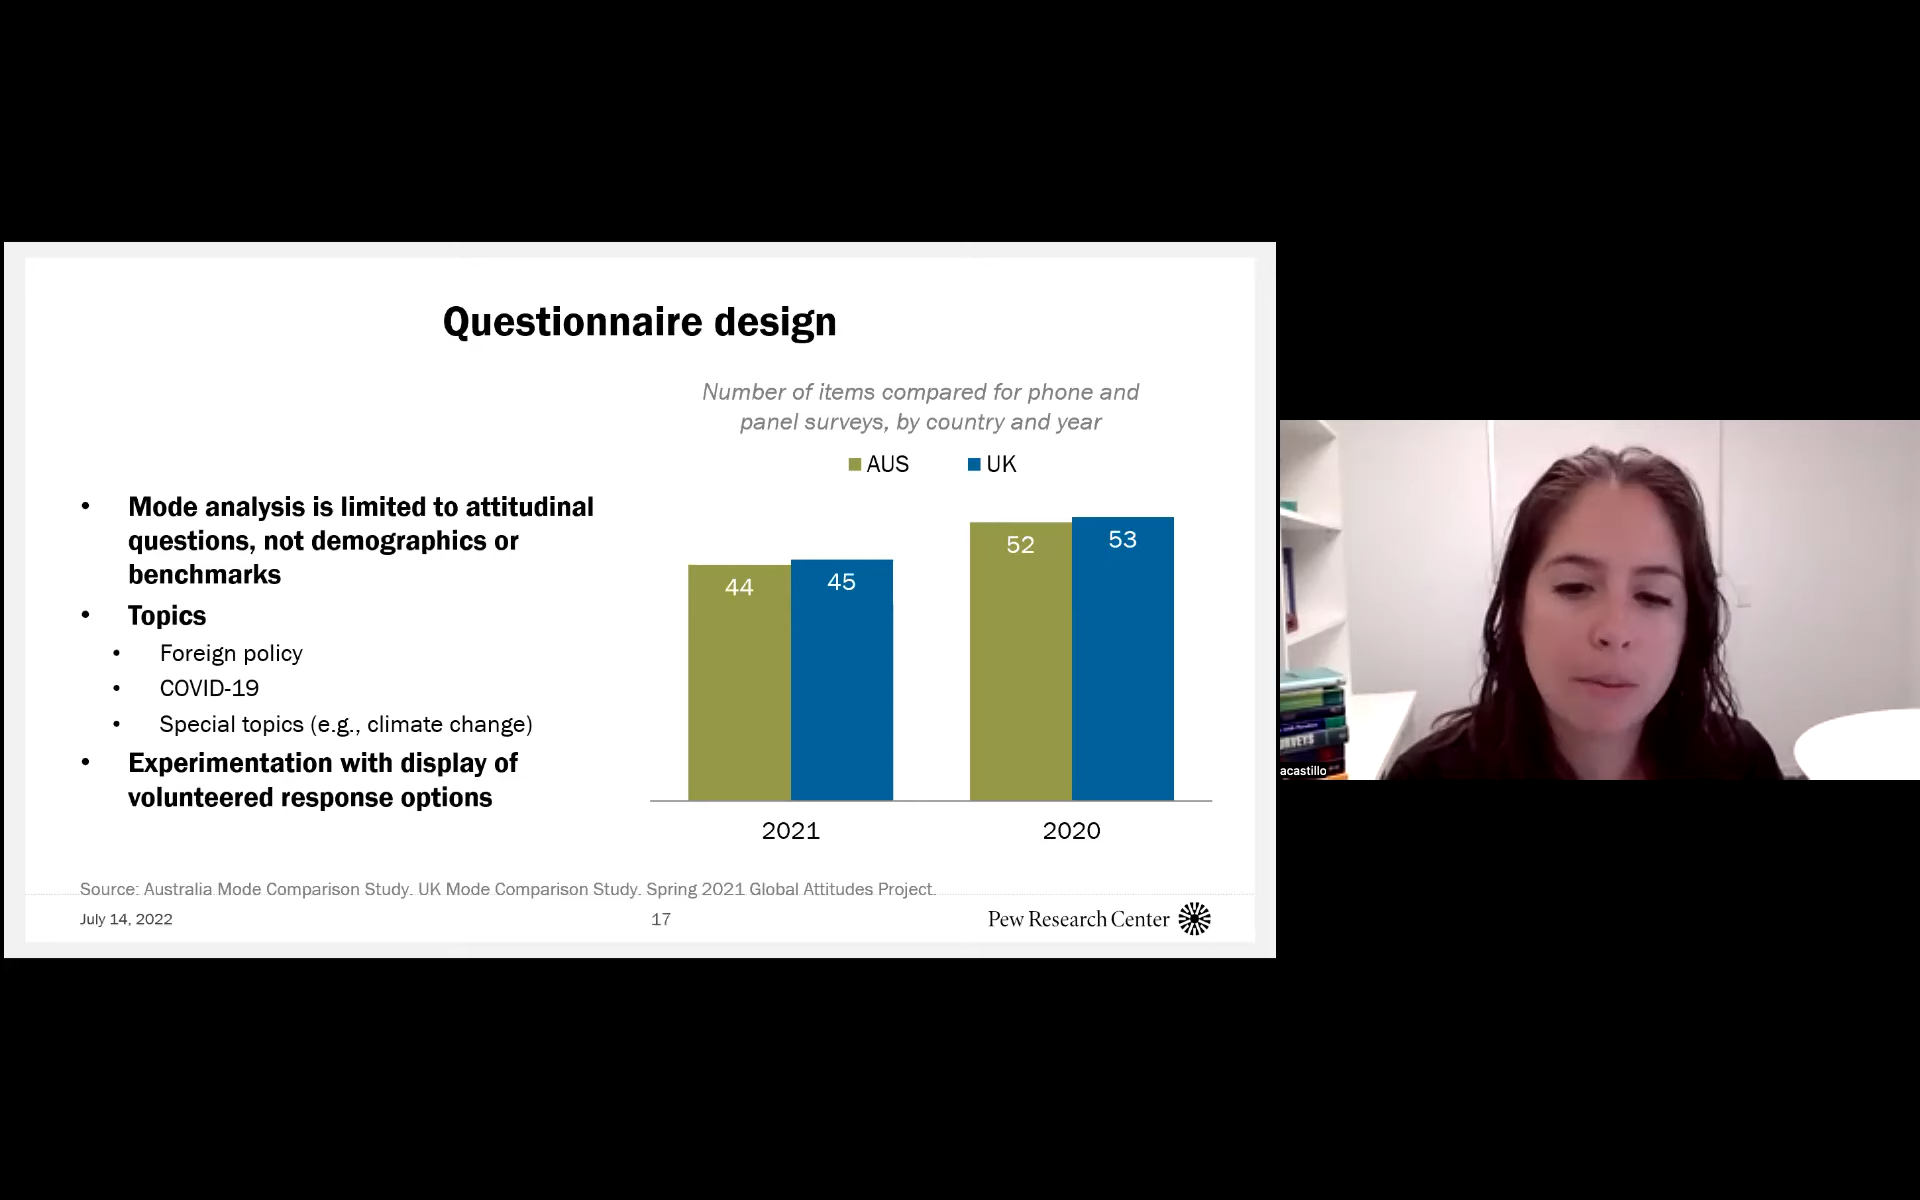 Questionnaire design
Number of items compared for phone and
panel surveys, by country and year
AUS UK
• Mode analysis is limited to attitudinal
questions, not demographics or
benchmarks
• Topics
• Foreign policy
• COVID-19
• Special topics (e.g., climate change)
• Experimentation with display of
volunteered response options
44 45 52 53
2021 2020
Source: Australia Mode Comparison Study. UK Mode Comparison Study. Spring 2021 Global Attitudes Project.
July 14, 2022 17 Pew Research Center
acastillo